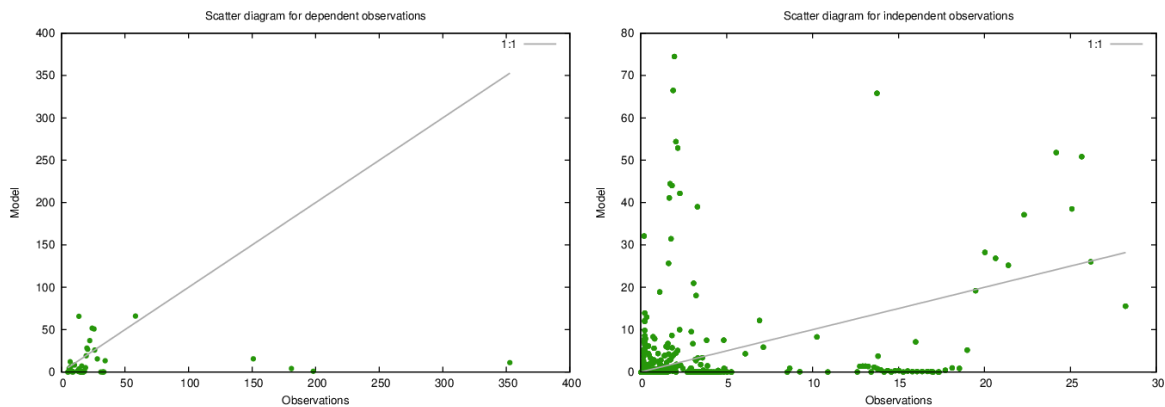 Scatter diagram for dependent observations
400
350
300
250
200
150
100
50
0
0 50 100 150 200 250 300 350 400
Model
Observations
1:1
Scatter diagram for independent observations
80
70
60
50
40
30
20
10
0
0 5 10 15 20 25 30
Model
Observations
1:1